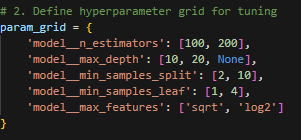 # 2. Define hyperparameter grid for tuning
param_grid = {
    'model__n_estimators': [100, 200],
    'model__max_depth': [10, 20, None],
    'model__min_samples_split': [2, 10],
    'model__min_samples_leaf': [1, 4],
    'model__max_features': ['sqrt', 'log2']
}